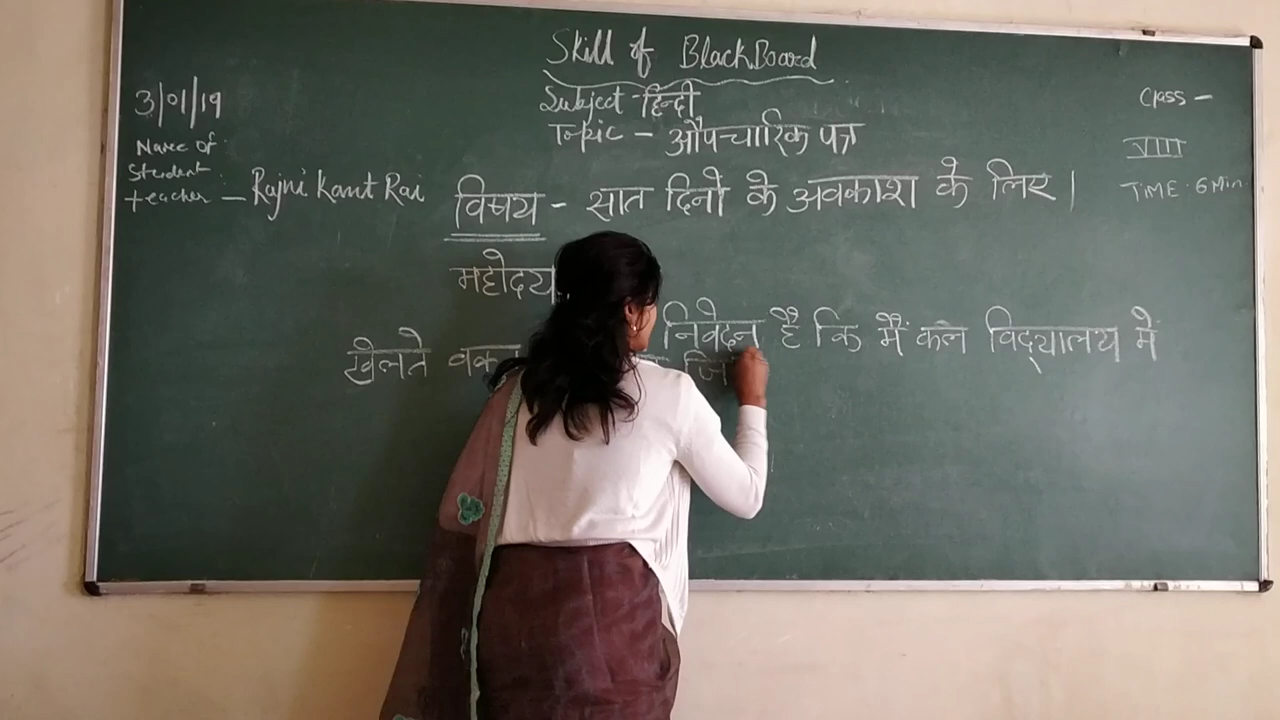 Skill of BlackBoard
3/01/19
Subject - हिन्दी
Class -
Topic - औपचारिक पत्र
VIII
Name of
Student
teacher - Rajni Kant Rai
TiME . 6 Min
विषय - सात दिनो के अवकाश के लिए।
महोदय
निवेदन है कि मैं कल विद्यालय में
खेलते वक्त जि